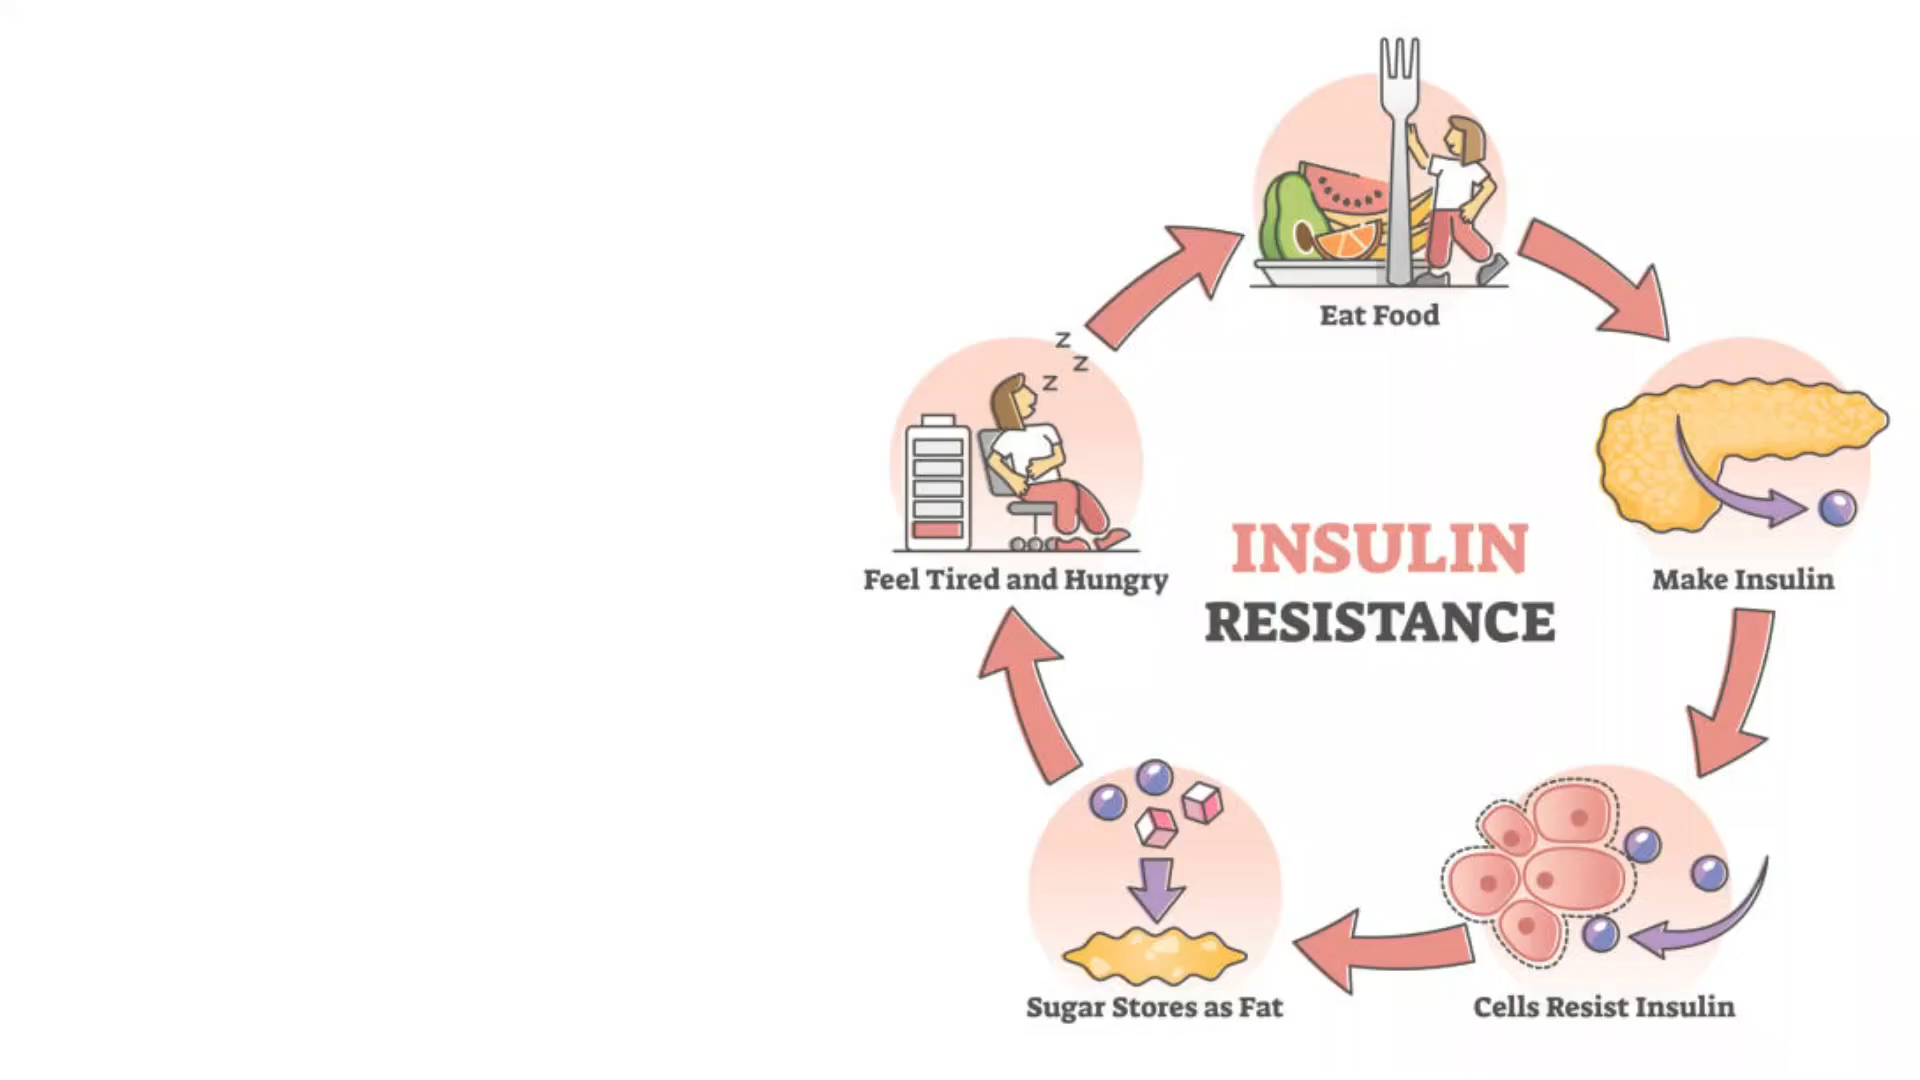 Eat Food
Z
Z
Z
Feel Tired and Hungry
INSULIN
RESISTANCE
Make Insulin
Sugar Stores as Fat
Cells Resist Insulin